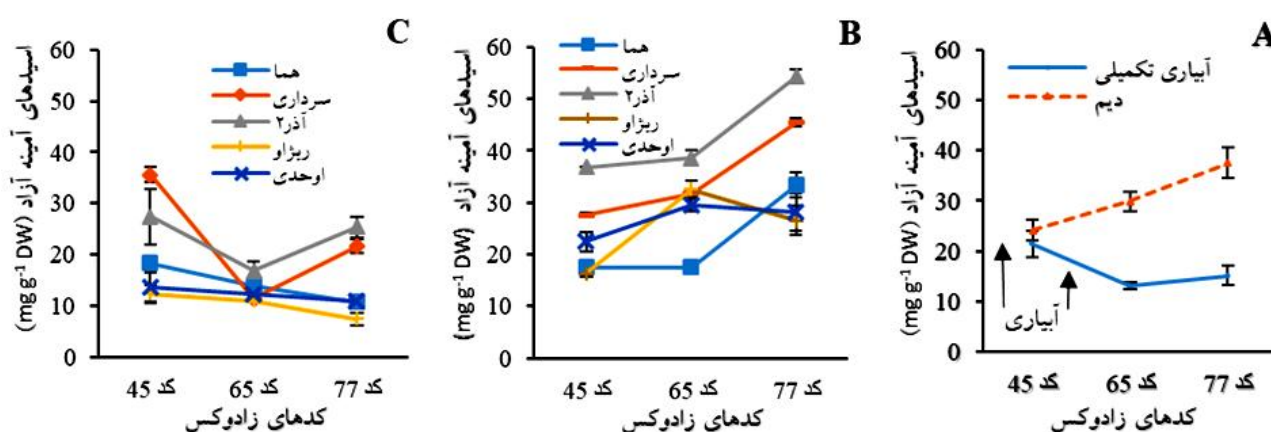 C
اسیدهای آمینه آزاد (mg g-1 DW)
60
50
40
30
20
10
0
هما
سرداری
آذر۲
ریژاو
اوحدی
کد 45
کد 65
کد 77
کدهای زادوکس
B
اسیدهای آمینه آزاد (mg g-1 DW)
60
50
40
30
20
10
0
هما
سرداری
آذر۲
ریژاو
اوحدی
کد 45
کد 65
کد 77
کدهای زادوکس
A
اسیدهای آمینه آزاد (mg g-1 DW)
60
50
40
30
20
10
0
آبیاری تکمیلی
دیم
آبیاری
کد 45
کد 65
کد 77
کدهای زادوکس